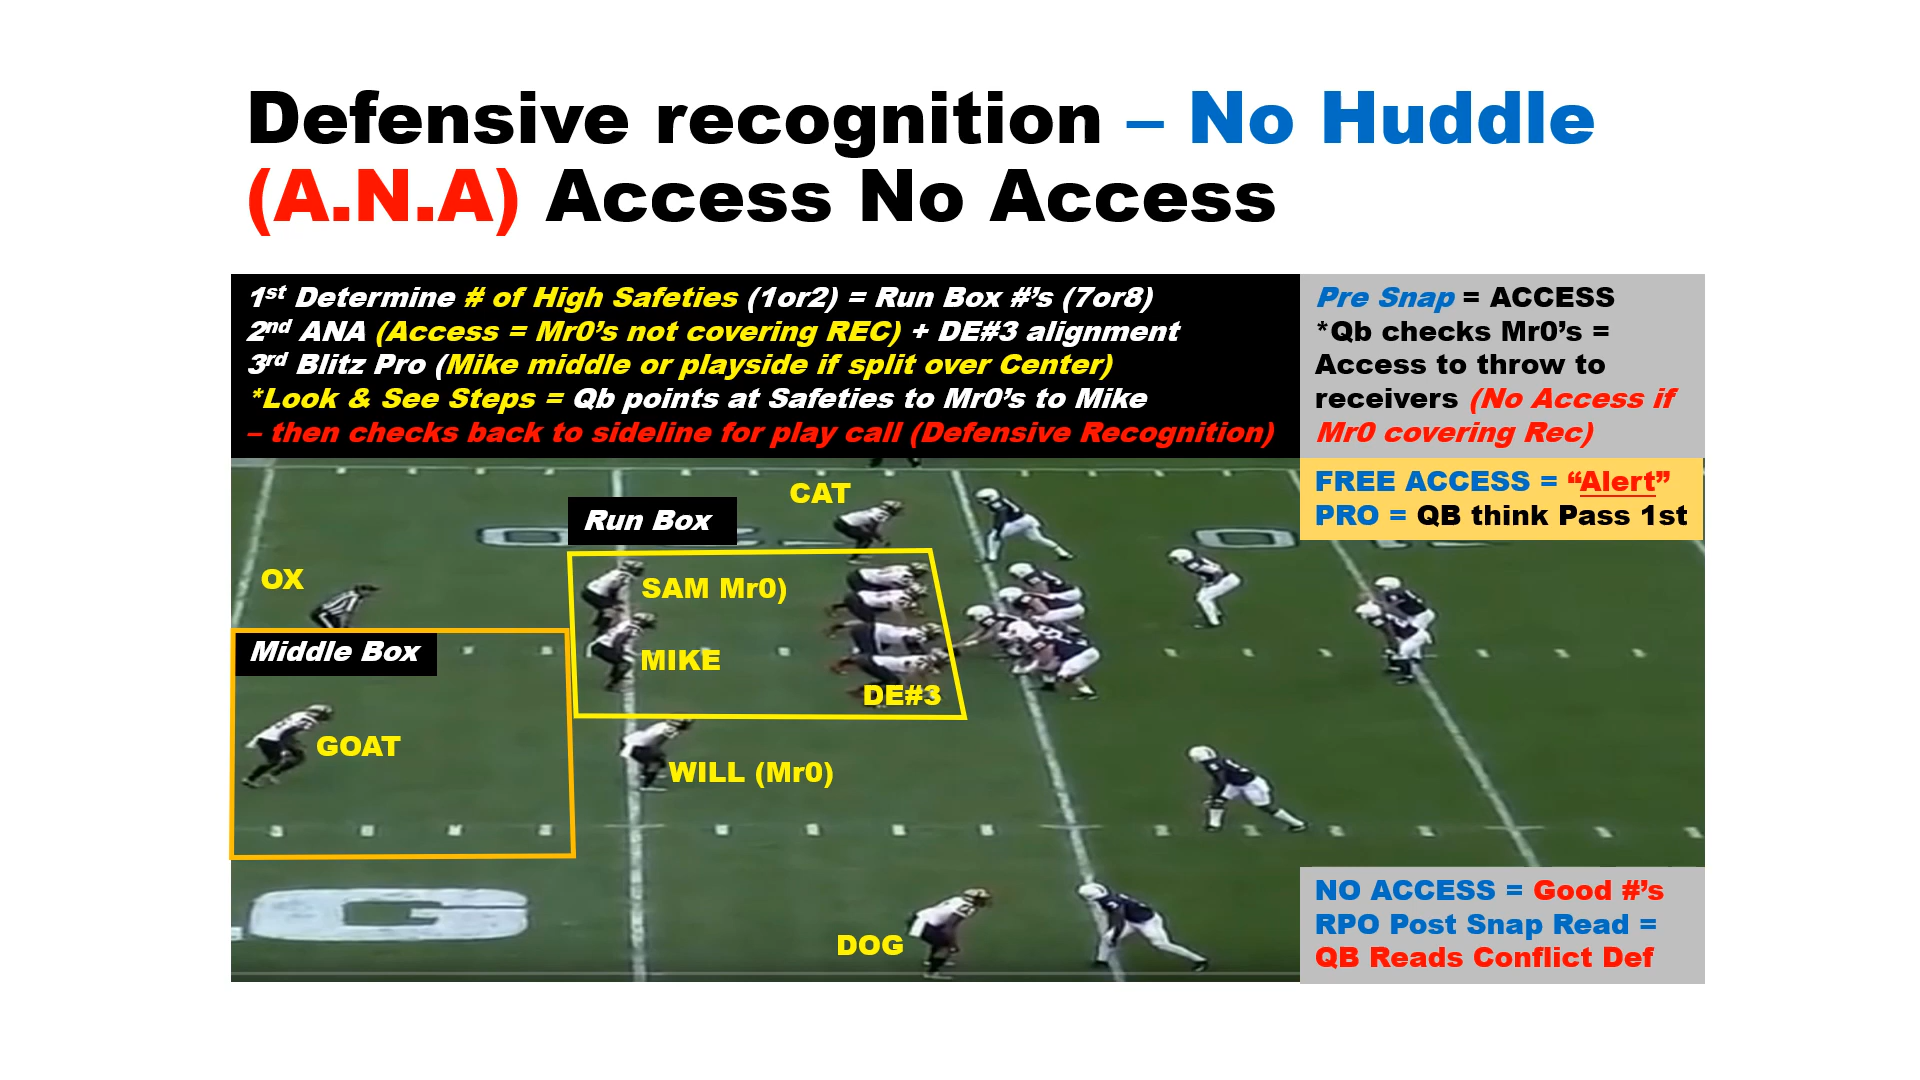 Defensive recognition – No Huddle
(A.N.A) Access No Access
1st Determine # of High Safeties (1or2) = Run Box #'s (7or8)
2nd ANA (Access = Mr0's not covering REC) + DE#3 alignment
3rd Blitz Pro (Mike middle or playside if split over Center)
*Look & See Steps = Qb points at Safeties to Mr0's to Mike
– then checks back to sideline for play call (Defensive Recognition)
Pre Snap = ACCESS
*Qb checks Mr0's =
Access to throw to
receivers (No Access if
Mr0 covering Rec)
FREE ACCESS = “Alert”
PRO = QB think Pass 1st
CAT
Run Box
OX
SAM Mr0)
Middle Box
MIKE
DE#3
GOAT
WILL (Mr0)
G
DOG
NO ACCESS = Good #'s
RPO Post Snap Read =
QB Reads Conflict Def